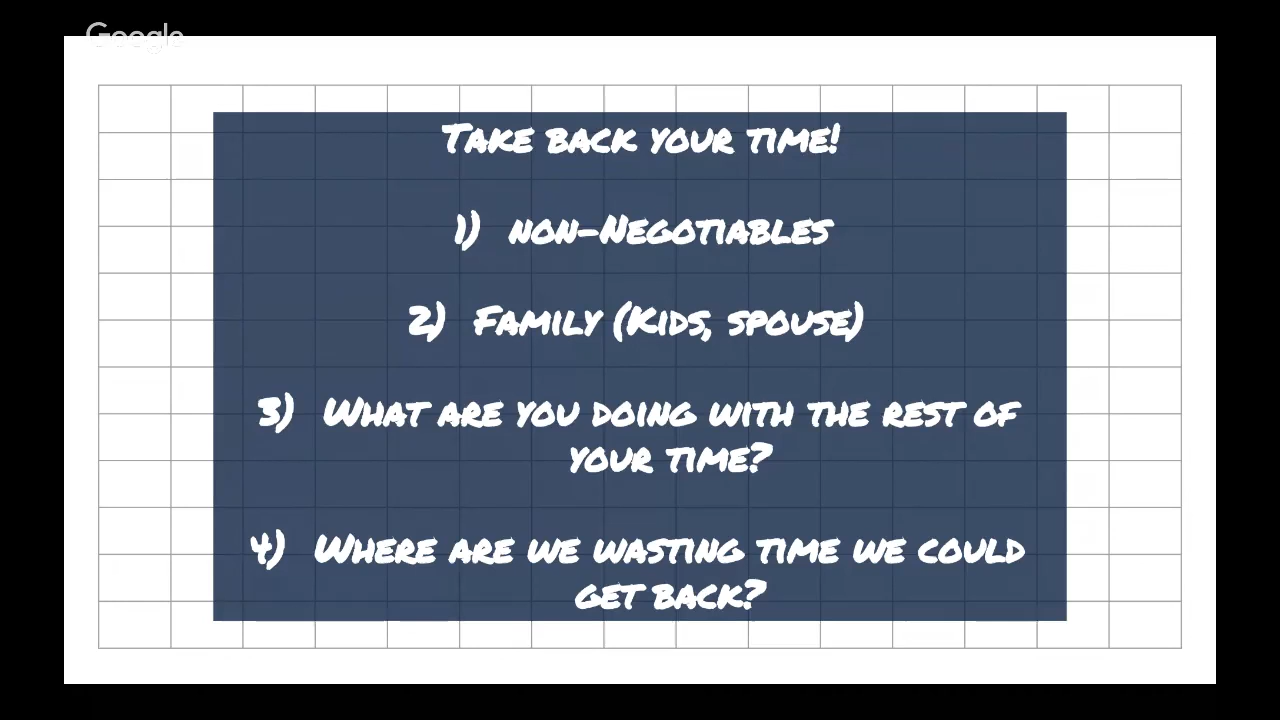 Google
Take back your time!
1) non-Negotiables
2) Family (Kids, spouse)
3) What are you doing with the rest of
your time?
4) Where are we wasting time we could
get back?